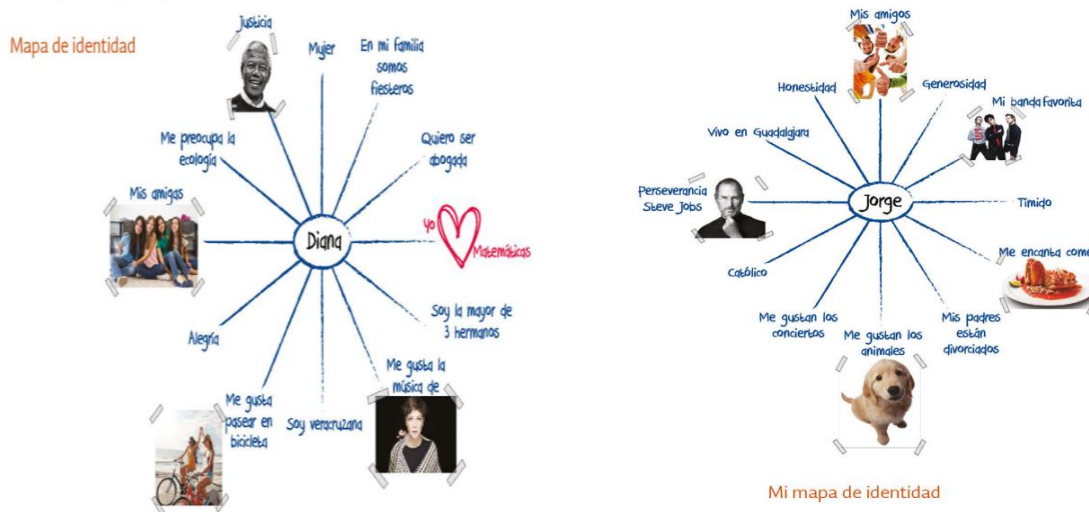 Mapa de identidad
Justicia
Mujer
En mi familia
somos
fiesteros
Quiero ser
abogada
yo
Matemáticas
Soy la mayor de
3 hermanos
Me gusta la
música de
Soy veracruzana
Me gusta
pasear en
bicicleta
Alegría
Mis amigas
Me preocupa la
ecología
Diana
Mis amigos
Generosidad
Mi banda favorita
Tímido
Me encanta come
Mis padres
están
divorciados
Me gustan los
animales
Me gustan los
conciertos
Católico
Perseverancia
Steve Jobs
Vivo en Guadalajara
Honestidad
Jorge
Mi mapa de identidad